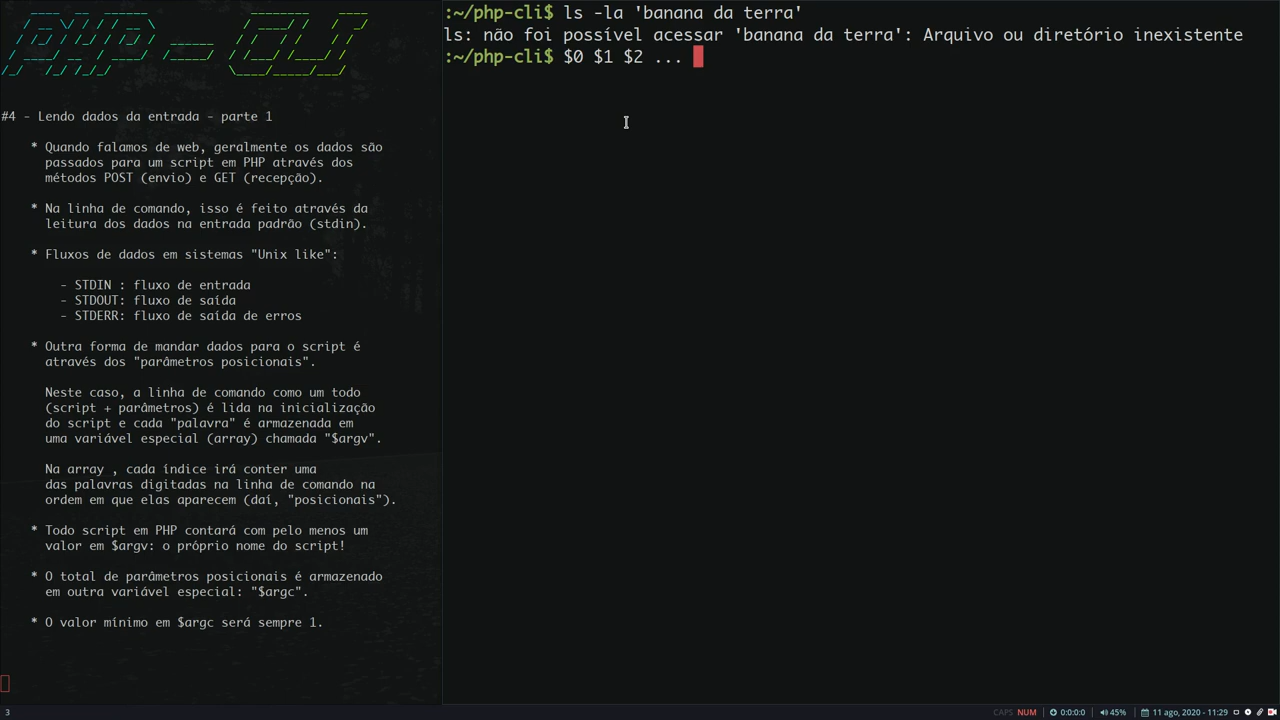 PHP - CLI
#4 - Lendo dados da entrada - parte 1
* Quando falamos de web, geralmente os dados são
passados para um script em PHP através dos
métodos POST (envio) e GET (recepção).
* Na linha de comando, isso é feito através da
leitura dos dados na entrada padrão (stdin).
* Fluxos de dados em sistemas "Unix like":
- STDIN : fluxo de entrada
- STDOUT: fluxo de saída
- STDERR: fluxo de saída de erros
* Outra forma de mandar dados para o script é
através dos "parâmetros posicionais".
Neste caso, a linha de comando como um todo
(script + parâmetros) é lida na inicialização
do script e cada "palavra" é armazenada em
uma variável especial (array) chamada "$argv".
Na array , cada índice irá conter uma
das palavras digitadas na linha de comando na
ordem em que elas aparecem (daí, "posicionais").
* Todo script em PHP contará com pelo menos um
valor em $argv: o próprio nome do script!
* O total de parâmetros posicionais é armazenado
em outra variável especial: "$argc".
* O valor mínimo em $argc será sempre 1.
:~/php-cli$ ls -la 'banana da terra'
ls: não foi possível acessar 'banana da terra': Arquivo ou diretório inexistente
:~/php-cli$ $0 $1 $2 ...
3
CAPS NUM 0:0:0:0 45% 11 ago, 2020 - 11:29